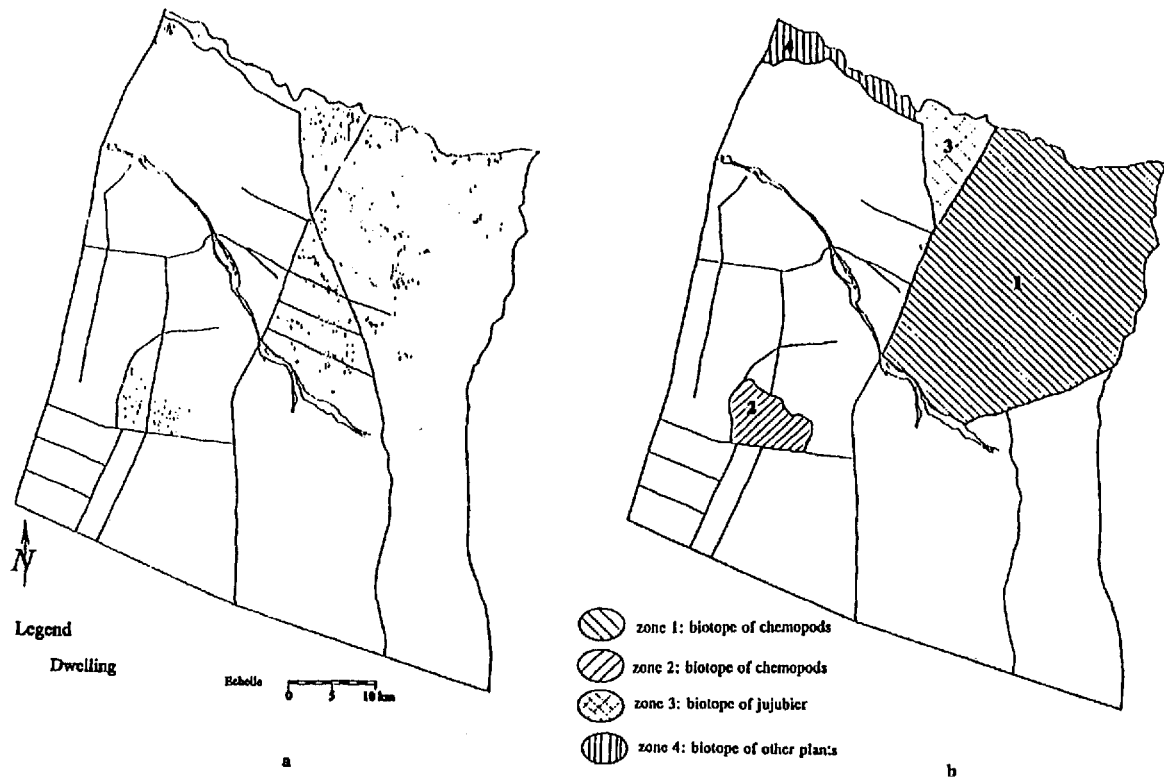 4
3
1
2
N
Legend
Dwelling
Echelle
0 5 10 km
zone 1: biotope of chemopods
zone 2: biotope of chemopods
zone 3: biotope of jujubier
zone 4: biotope of other plants
a
b